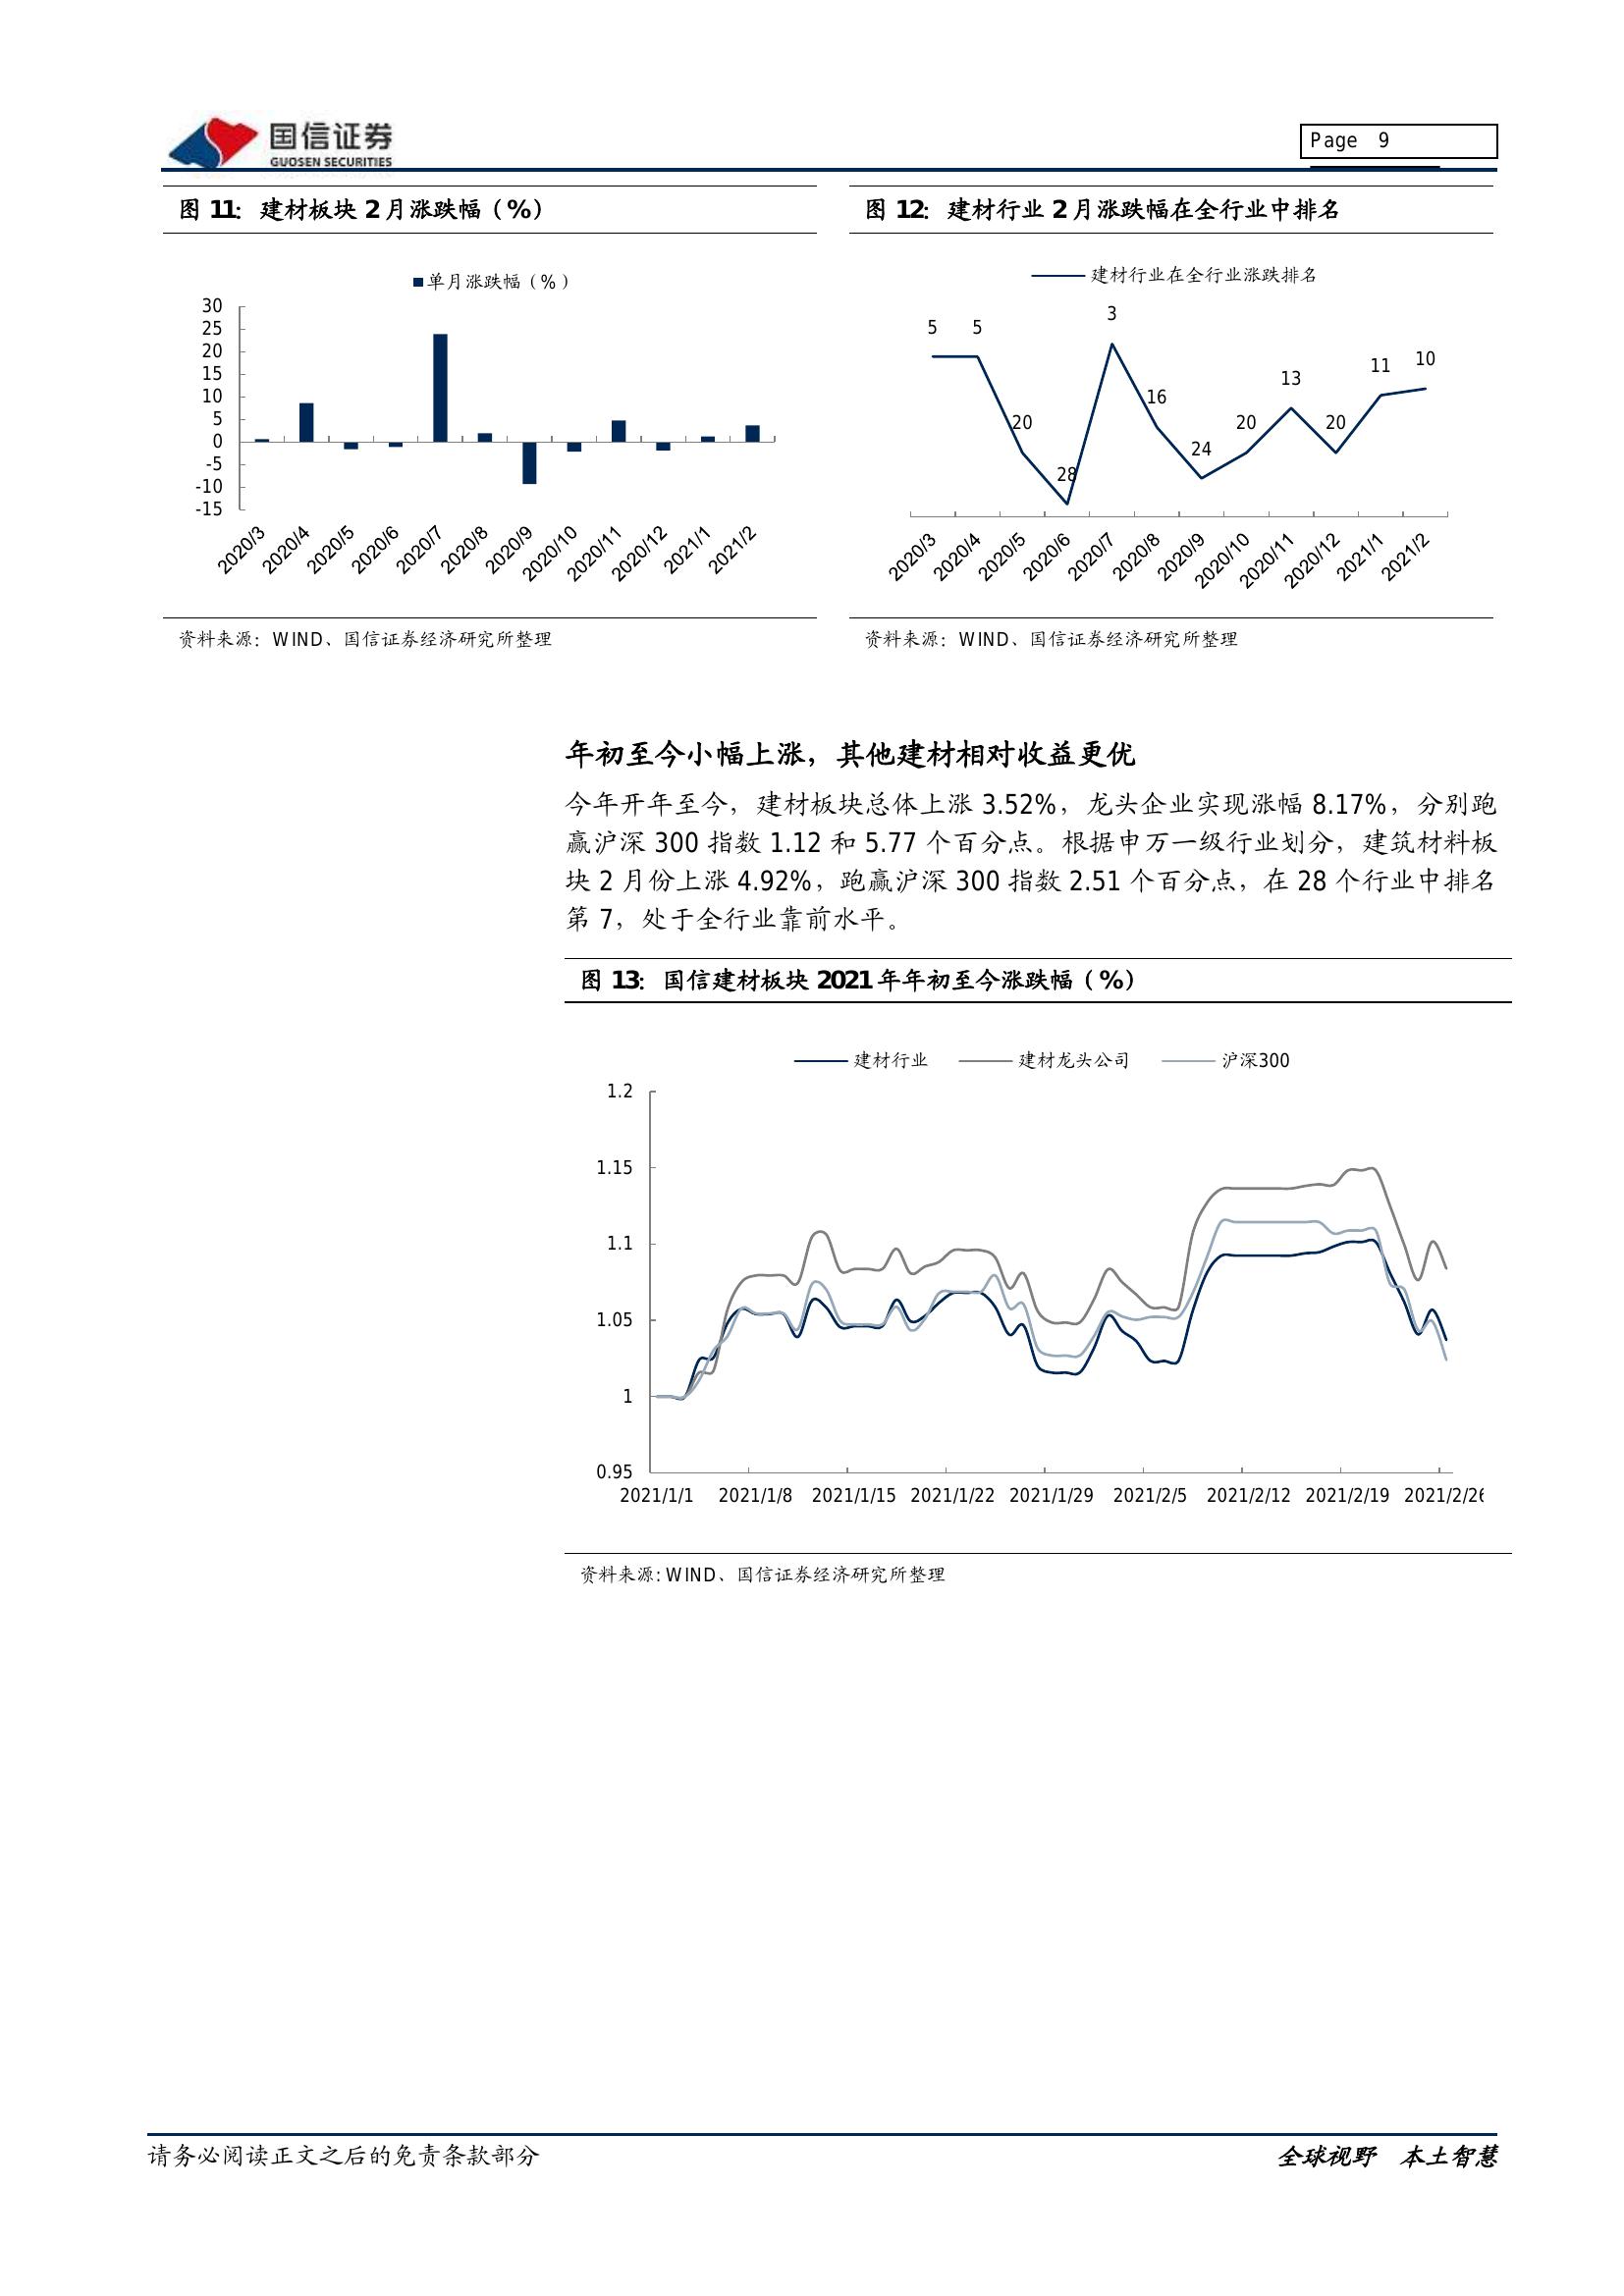 国信证券
GUOSEN SECURITIES
Page 9
图 11：建材板块 2 月涨跌幅（%）
单月涨跌幅（%）
30
25
20
15
10
5
0
-5
-10
-15
2020/3 2020/4 2020/5 2020/6 2020/7 2020/8 2020/9 2020/10 2020/11 2020/12 2021/1 2021/2
资料来源：WIND、国信证券经济研究所整理
图 12：建材行业 2 月涨跌幅在全行业中排名
建材行业在全行业涨跌排名
5 5 20 28 3 16 24 20 13 20 11 10
2020/3 2020/4 2020/5 2020/6 2020/7 2020/8 2020/9 2020/10 2020/11 2020/12 2021/1 2021/2
资料来源：WIND、国信证券经济研究所整理
年初至今小幅上涨，其他建材相对收益更优
今年开年至今，建材板块总体上涨 3.52%，龙头企业实现涨幅 8.17%，分别跑
赢沪深 300 指数 1.12 和 5.77 个百分点。根据申万一级行业划分，建筑材料板
块 2 月份上涨 4.92%，跑赢沪深 300 指数 2.51 个百分点，在 28 个行业中排名
第 7，处于全行业靠前水平。
图 13：国信建材板块 2021 年年初至今涨跌幅（%）
建材行业 建材龙头公司 沪深300
1.2
1.15
1.1
1.05
1
0.95
2021/1/1 2021/1/8 2021/1/15 2021/1/22 2021/1/29 2021/2/5 2021/2/12 2021/2/19 2021/2/26
资料来源：WIND、国信证券经济研究所整理
请务必阅读正文之后的免责条款部分
全球视野 本土智慧